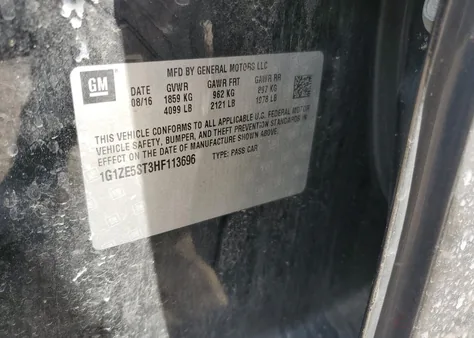 MFD BY GENERAL MOTORS LLC
GM
DATE GVWR GAWR FRT GAWR RR
08/16 1859 KG 962 KG 897 KG
4099 LB 2121 LB 1978 LB
THIS VEHICLE CONFORMS TO ALL APPLICABLE U.S. FEDERAL MOTOR
VEHICLE SAFETY, BUMPER, AND THEFT PREVENTION STANDARDS IN
EFFECT ON THE DATE OF MANUFACTURE SHOWN ABOVE.
1G1ZE5ST3HF113696 TYPE: PASS CAR